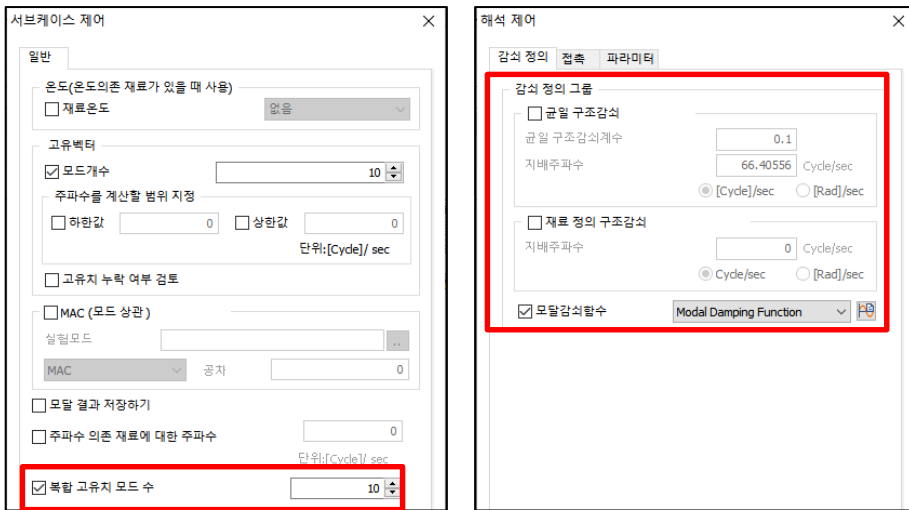 서브케이스 제어
일반
온도(온도의존 재료가 있을 때 사용)
재료온도
없음
고유벡터
모드개수
10
주파수를 계산할 범위 지정
하한값
0
상한값
0
단위:[Cycle]/ sec
고유치 누락 여부 검토
MAC (모드 상관)
실험모드
..
MAC
공차
0
모달 결과 저장하기
주파수 의존 재료에 대한 주파수
0
단위:[Cycle]/ sec
복합 고유치 모드 수
10
해석 제어
감쇠 정의
접촉
파라미터
감쇠 정의 그룹
균일 구조감쇠
균일 구조감쇠계수
0.1
지배주파수
66.40556
Cycle/sec
[Cycle]/sec
[Rad]/sec
재료 정의 구조감쇠
지배주파수
0
Cycle/sec
Cycle/sec
[Rad]/sec
모달감쇠함수
Modal Damping Function